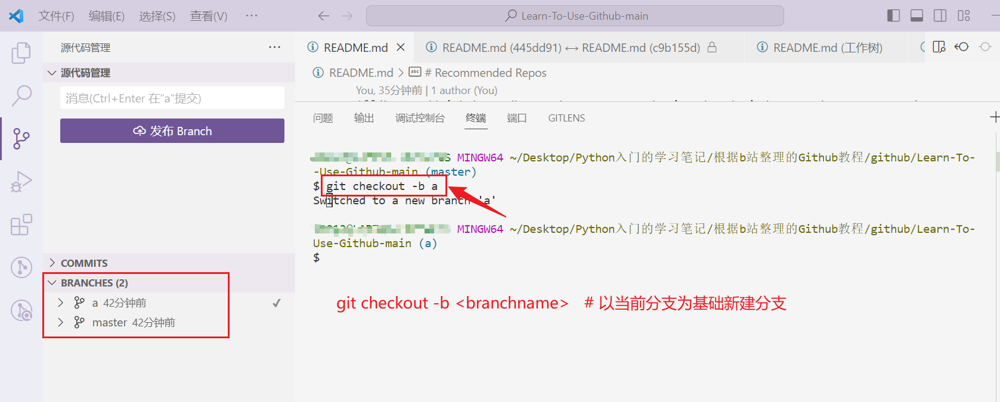 文件(F) 编辑(E) 选择(S) 查看(V) ··· Learn-To-Use-Github-main
源代码管理 ···
README.md README.md (445dd91) ↔ README.md (c9b155d) README.md (工作树)
源代码管理
README.md > # Recommended Repos
消息(Ctrl+Enter 在“a”提交)
You, 35分钟前 | 1 author (You)
发布 Branch
问题 输出 调试控制台 终端 端口 GITLENS
MINGW64 ~/Desktop/Python入门的学习笔记/根据b站整理的Github教程/github/Learn-To-
-Use-Github-main (master)
$ git checkout -b a
Switched to a new branch 'a'
MINGW64 ~/Desktop/Python入门的学习笔记/根据b站整理的Github教程/github/Learn-To-
Use-Github-main (a)
$
COMMITS
BRANCHES (2)
a 42分钟前
master 42分钟前
git checkout -b <branchname> # 以当前分支为基础新建分支